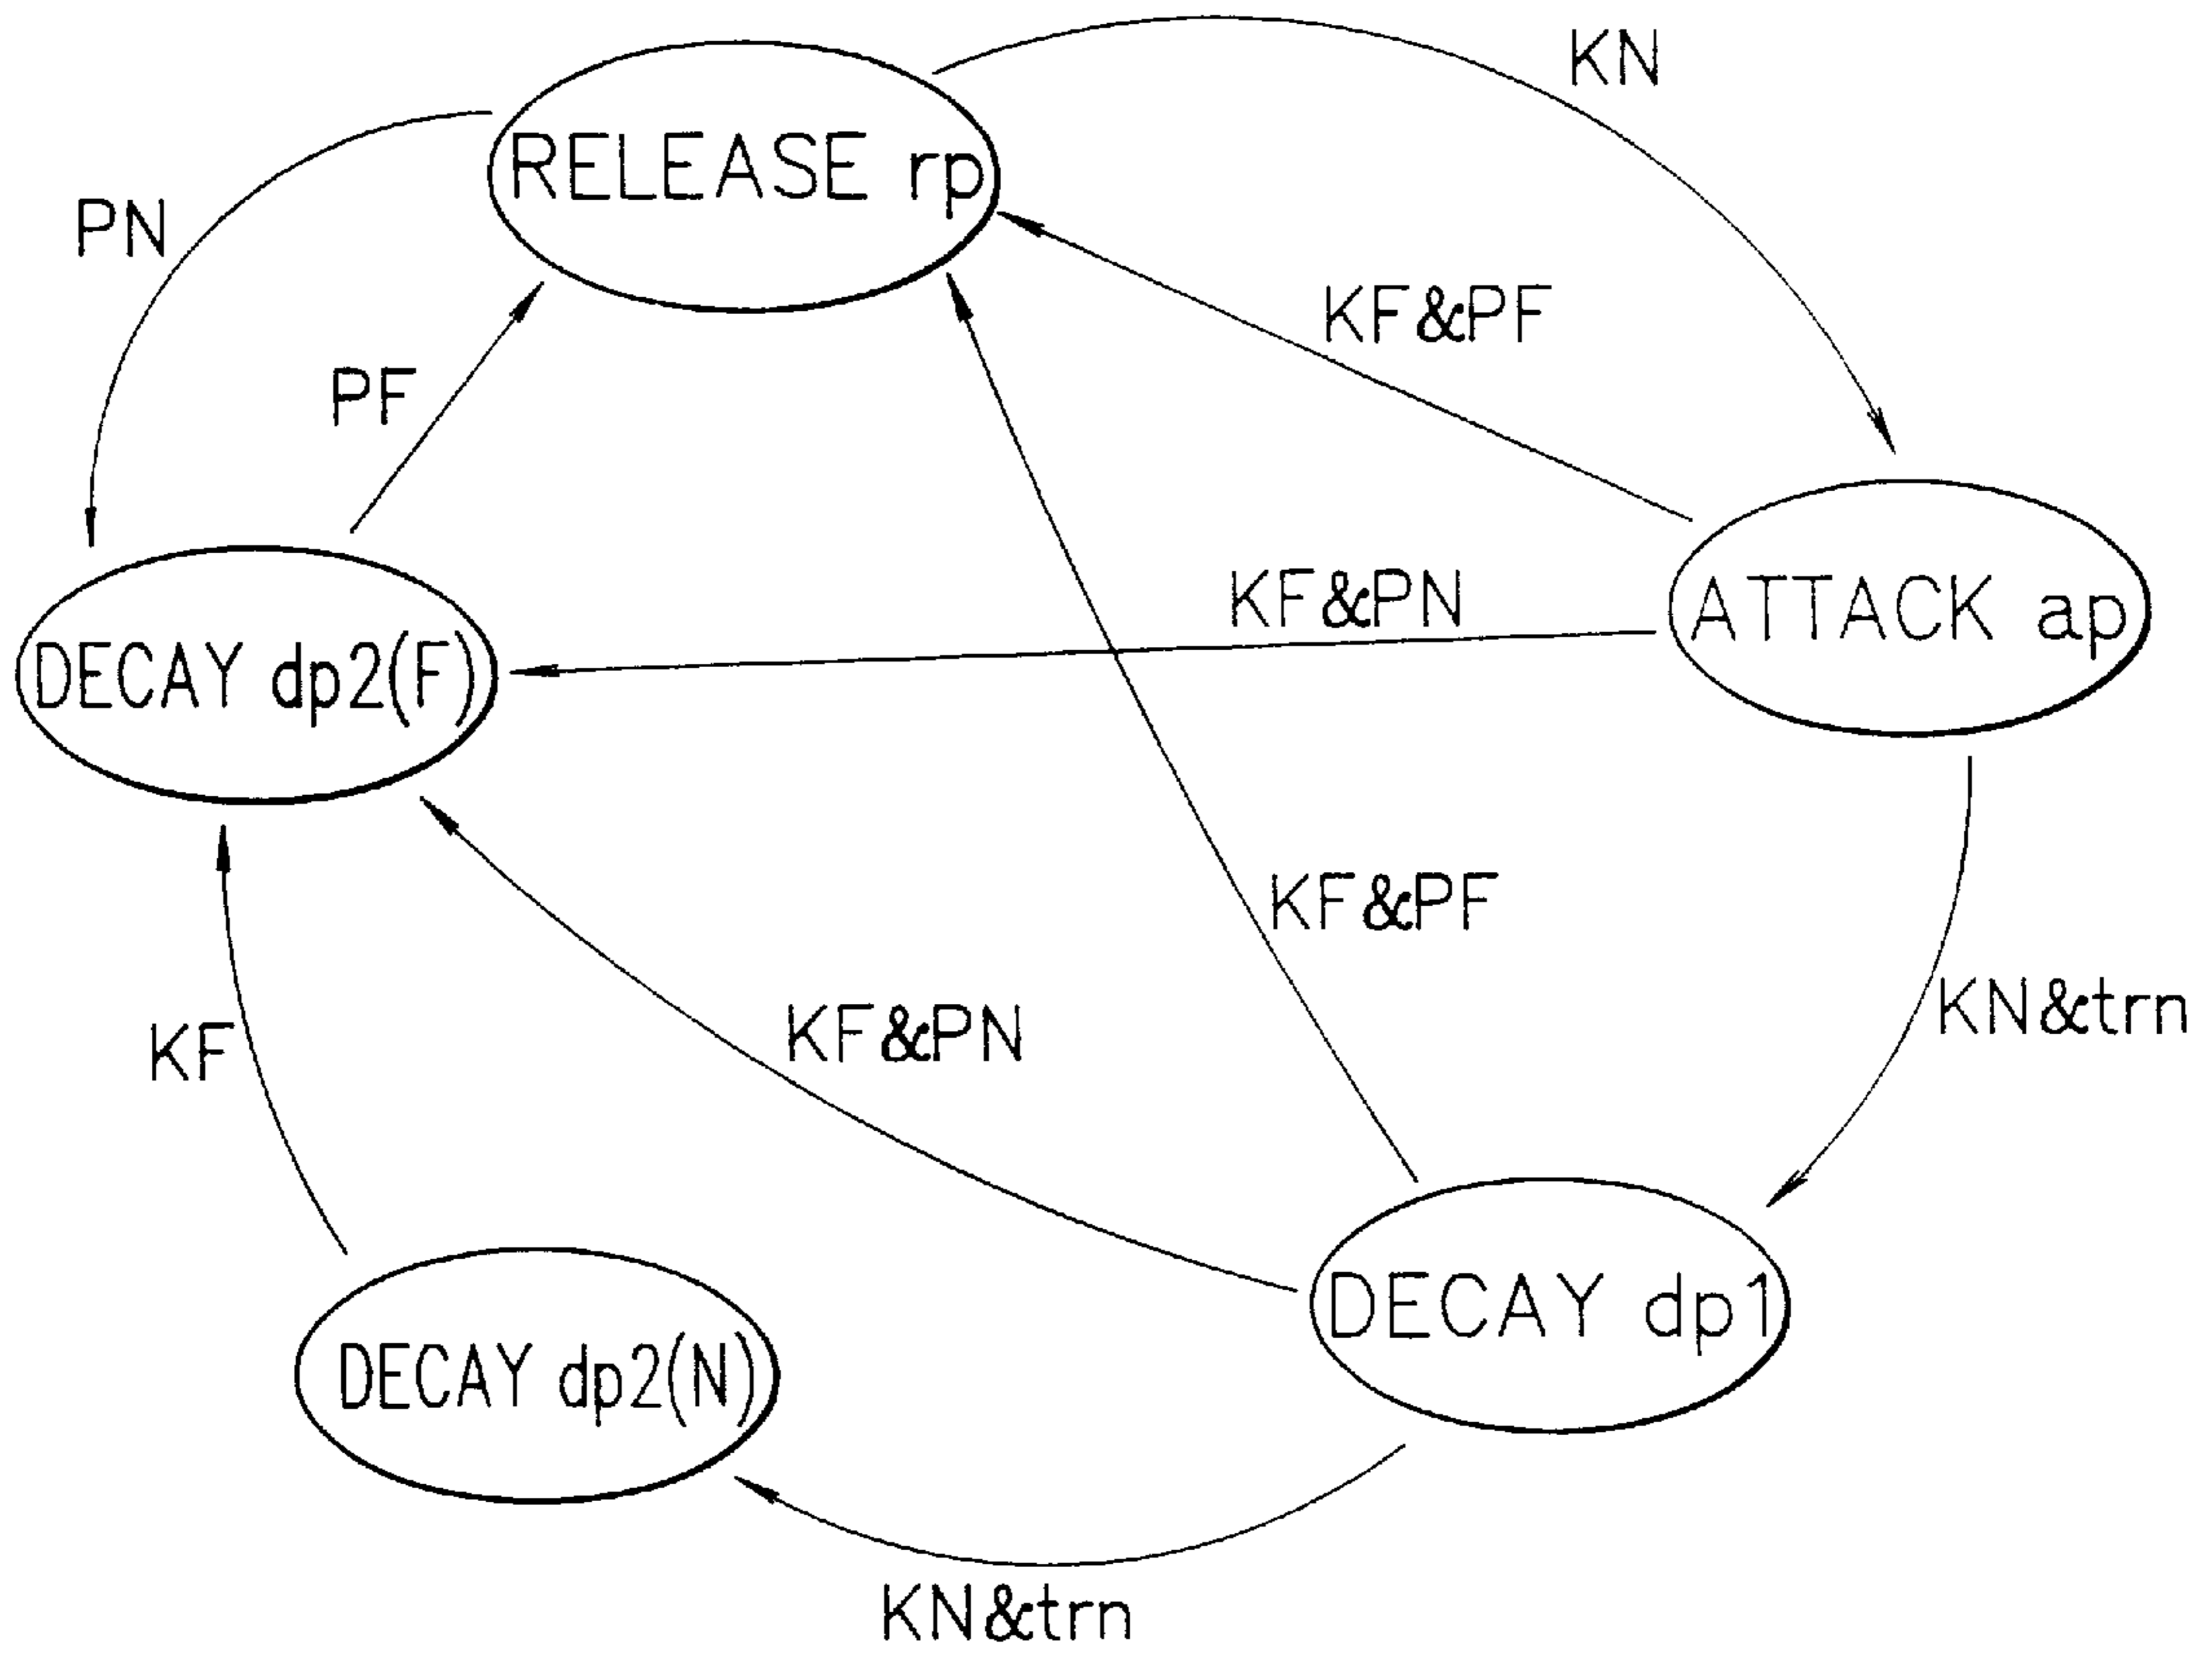 KN
RELEASE rp
PN
KF&PF
PF
KF&PN
ATTACK ap
DECAY dp2(F)
KF&PF
KN&trn
KF&PN
KF
DECAY dp1
DECAY dp2(N)
KN&trn